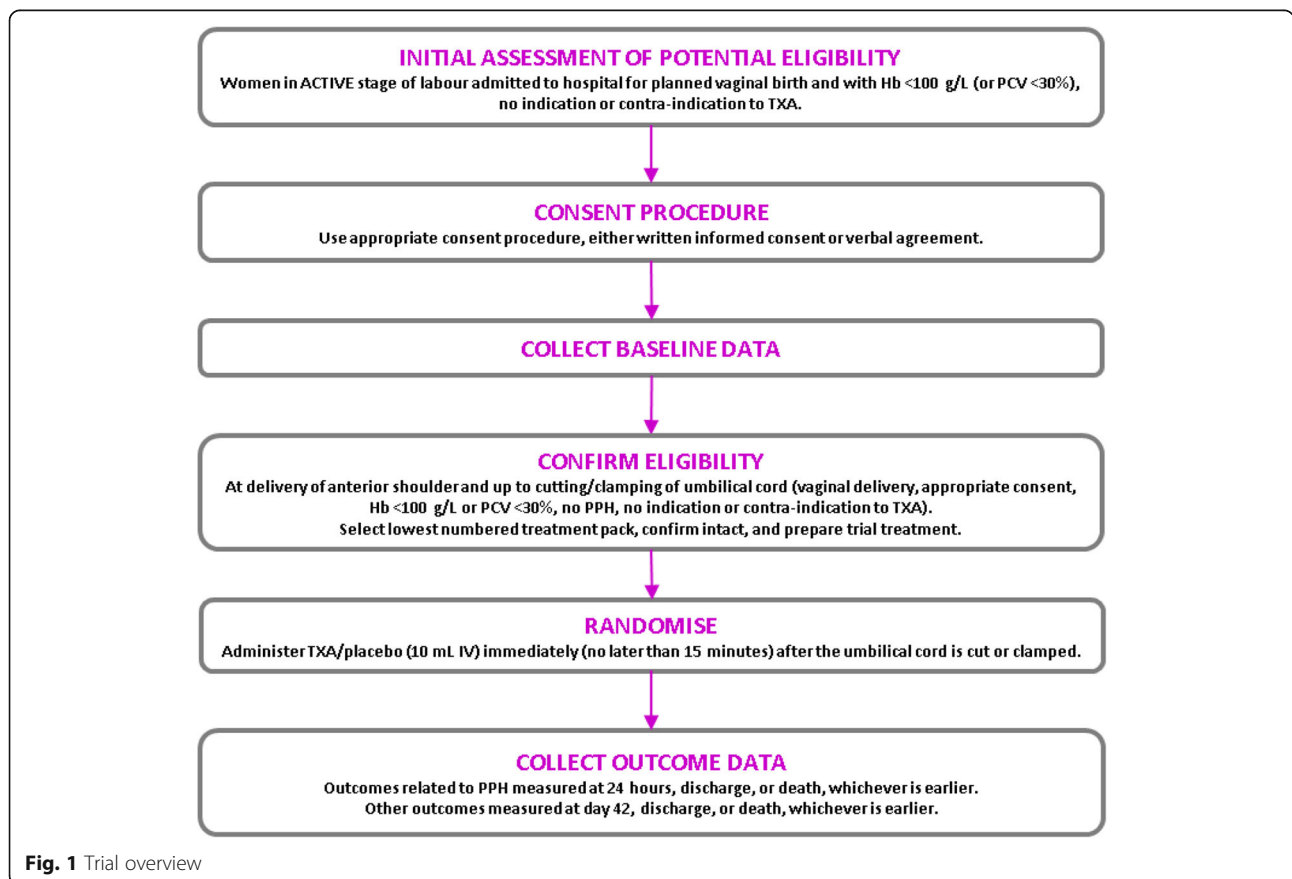 INITIAL ASSESSMENT OF POTENTIAL ELIGIBILITY
Women in ACTIVE stage of labour admitted to hospital for planned vaginal birth and with Hb <100 g/L (or PCV <30%),
no indication or contra-indication to TXA.
CONSENT PROCEDURE
Use appropriate consent procedure, either written informed consent or verbal agreement.
COLLECT BASELINE DATA
CONFIRM ELIGIBILITY
At delivery of anterior shoulder and up to cutting/clamping of umbilical cord (vaginal delivery, appropriate consent,
Hb <100 g/L or PCV <30%, no PPH, no indication or contra-indication to TXA).
Select lowest numbered treatment pack, confirm intact, and prepare trial treatment.
RANDOMISE
Administer TXA/placebo (10 mL IV) immediately (no later than 15 minutes) after the umbilical cord is cut or clamped.
COLLECT OUTCOME DATA
Outcomes related to PPH measured at 24 hours, discharge, or death, whichever is earlier.
Other outcomes measured at day 42, discharge, or death, whichever is earlier.
Fig. 1 Trial overview